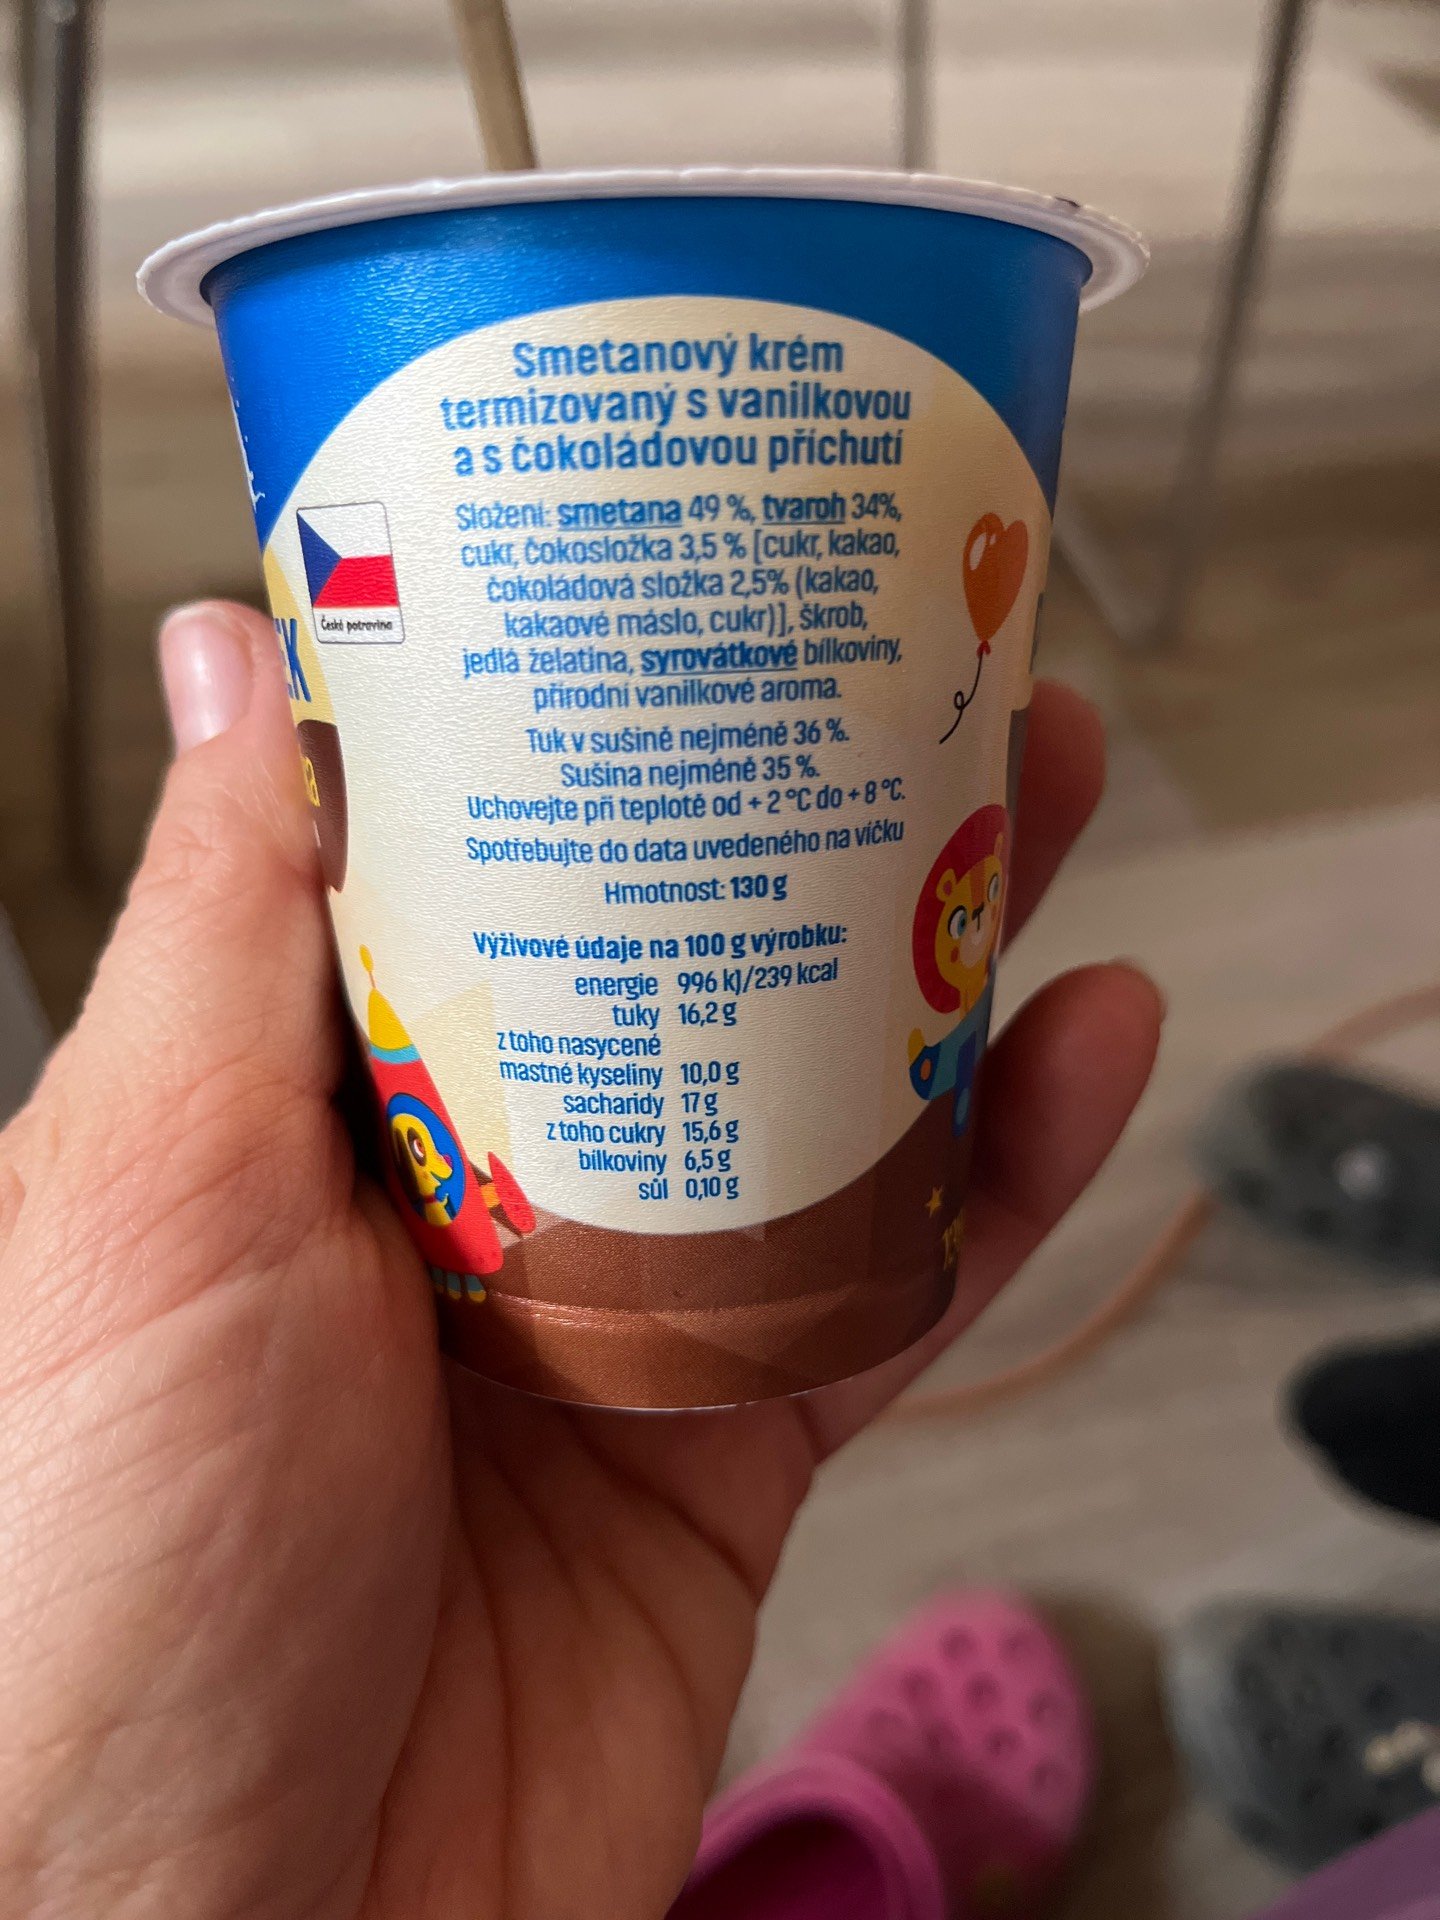 Smetanový krém
termizovaný s vanilkovou
a s čokoládovou příchutí
Složení: smetana 49 %, tvaroh 34%,
cukr, čokosložka 3,5 % [cukr, kakao,
čokoládová složka 2,5% (kakao,
kakaové máslo, cukr)], škrob,
jedlá želatina, syrovátkové bílkoviny,
přírodní vanilkové aroma.
Tuk v sušině nejméně 36 %.
Sušina nejméně 35 %.
Uchovejte při teplotě od + 2 °C do + 8 °C.
Spotřebujte do data uvedeného na víčku
Hmotnost: 130 g
Výživové údaje na 100 g výrobku:
energie 996 kJ/239 kcal
tuky 16,2 g
z toho nasycené
mastné kyseliny 10,0 g
sacharidy 17 g
z toho cukry 15,6 g
bílkoviny 6,5 g
sůl 0,10 g
Česká potravina